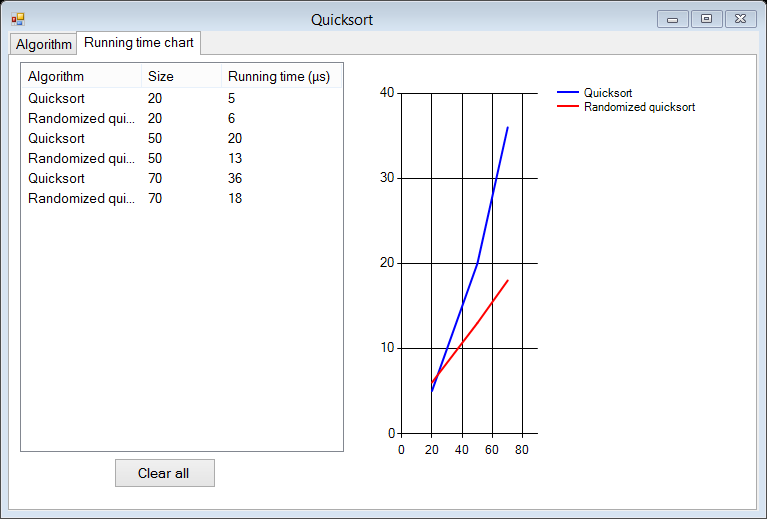 Quicksort
Algorithm Running time chart
Algorithm Size Running time (µs)
Quicksort 20 5
Randomized qui... 20 6
Quicksort 50 20
Randomized qui... 50 13
Quicksort 70 36
Randomized qui... 70 18
Clear all
40
30
20
10
0
0 20 40 60 80
Quicksort
Randomized quicksort